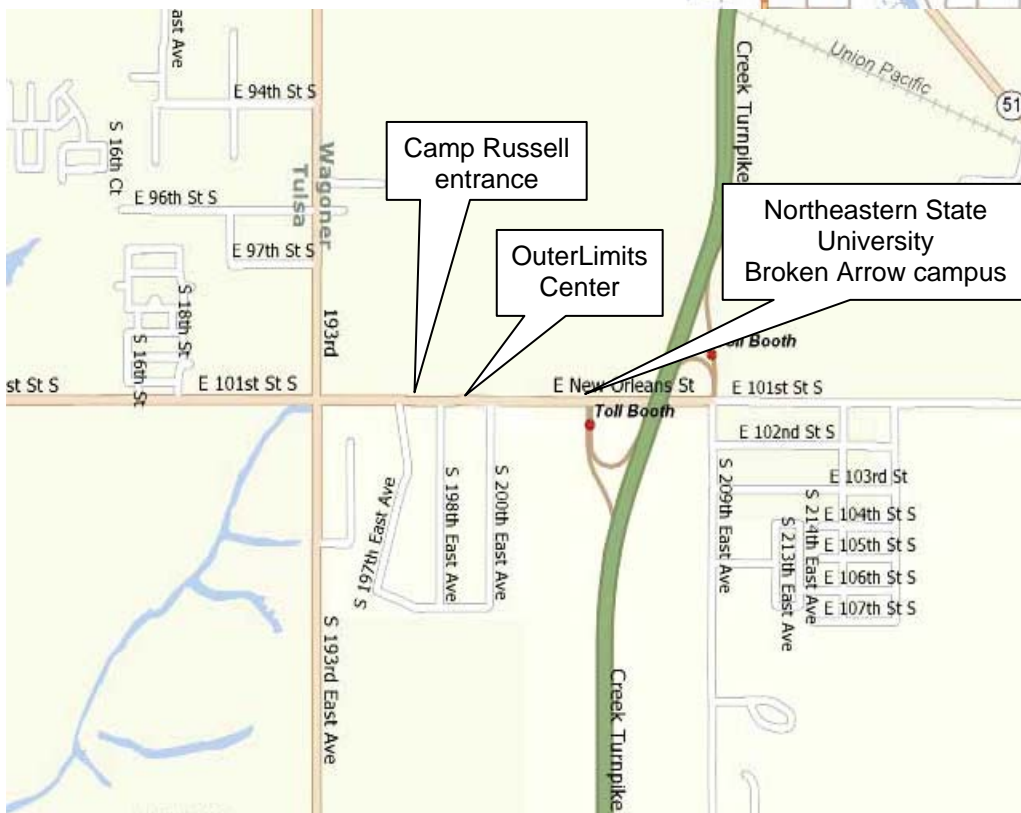 ast Ave
E 94th St S
S 16th Ct
E 96th St S
E 97th St S
Wagoner
Tulsa
193rd
S 18th St
S 16th St
st St S
E 101st St S
Camp Russell
entrance
OuterLimits
Center
Northeastern State
University
Broken Arrow campus
Creek Turnpike
Union Pacific
51
oll Booth
E New Orleans St
E 101st St S
Toll Booth
E 102nd St S
E 103rd St
E 104th St S
E 105th St S
E 106th St S
E 107th St S
S 209th East Ave
S 214th East Ave
S 213th East Ave
S 197th East Ave
S 198th East Ave
S 200th East Ave
S 193rd East Ave
Creek Turnpike